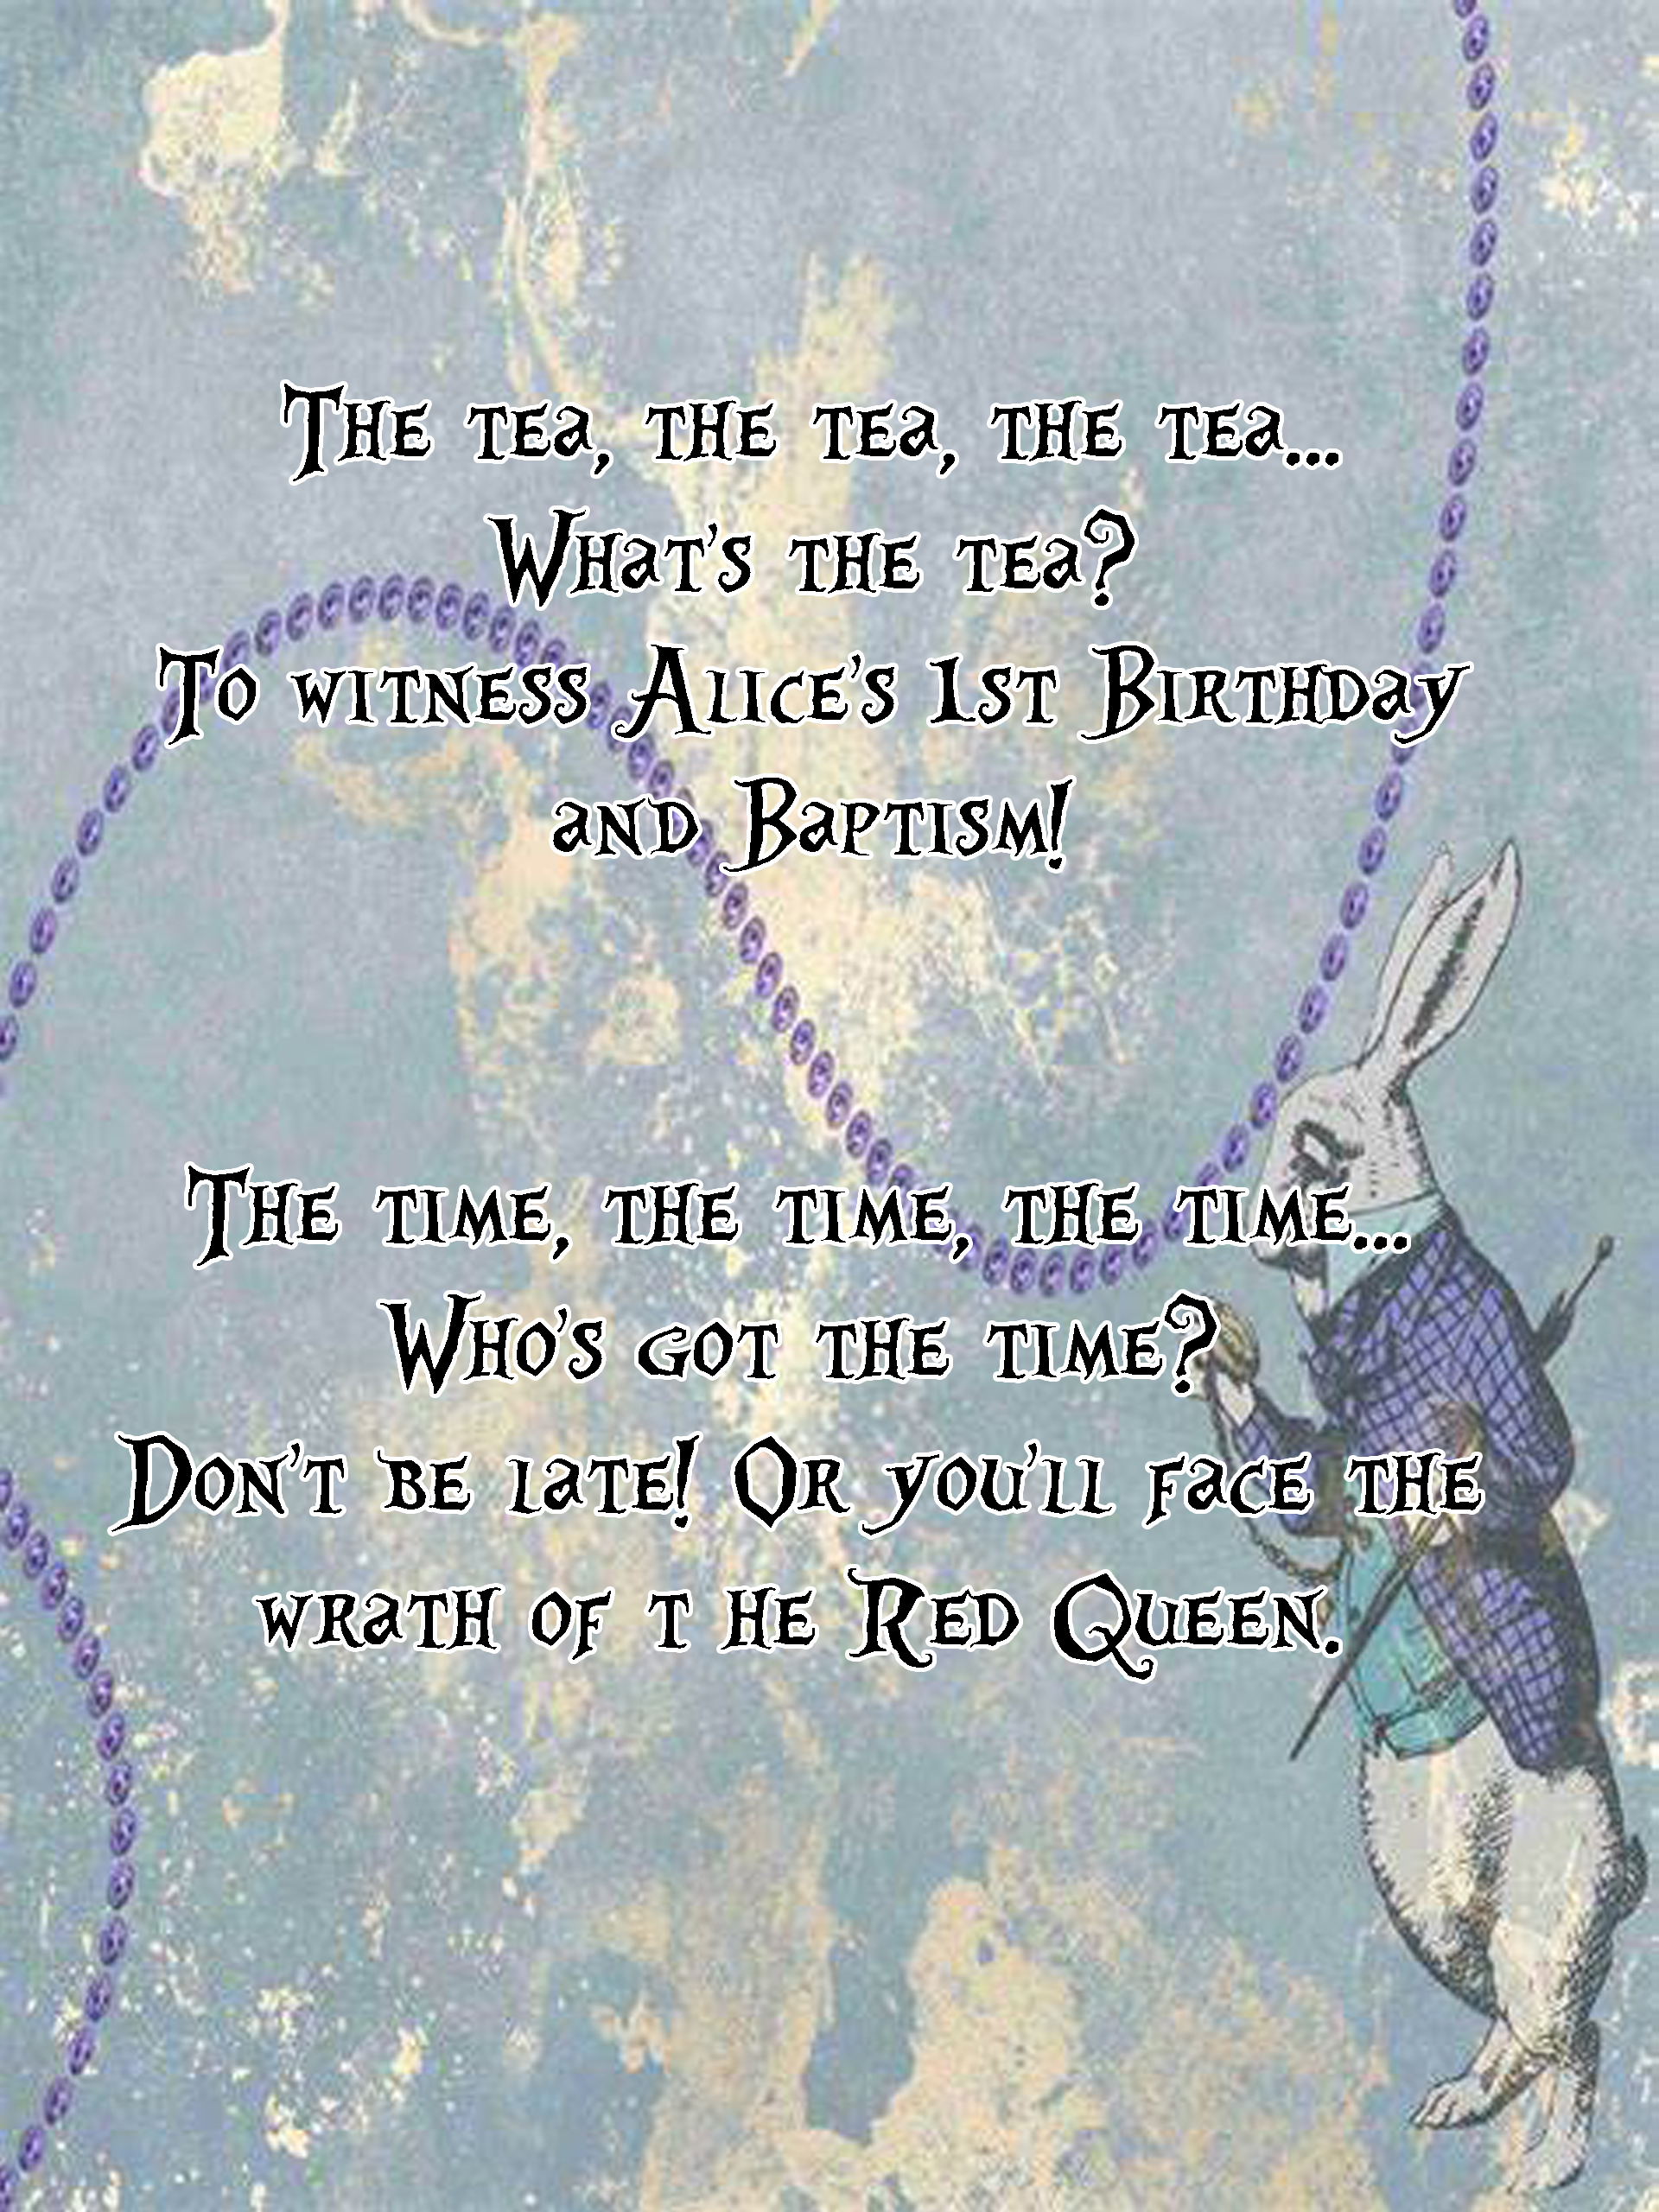 The tea, the tea, the tea...
What's the tea?
To witness Alice's 1st Birthday
and Baptism!
The time, the time, the time...
Who's got the time?
Don't be late! Or you'll face the
wrath of t he Red Queen.